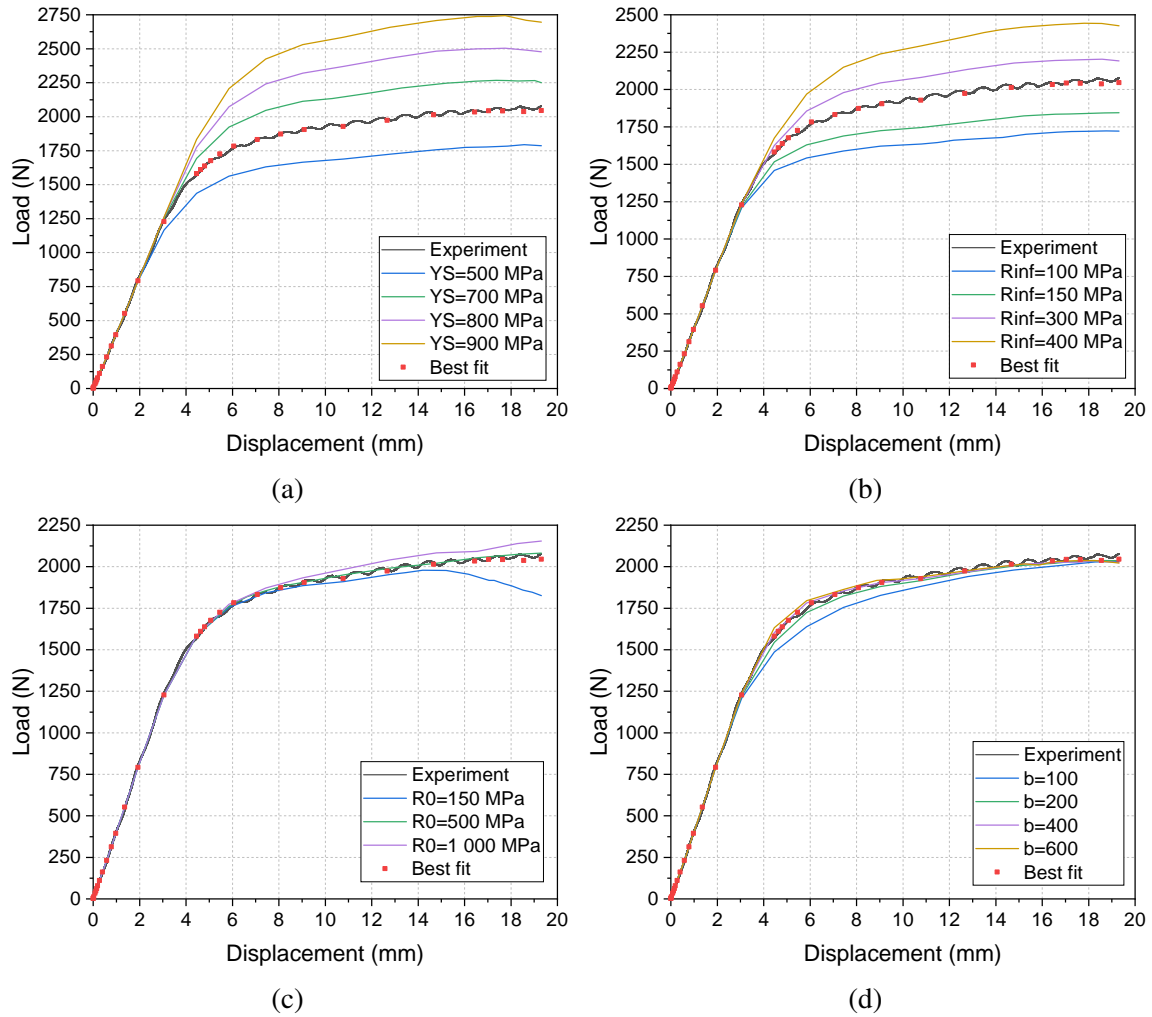 2750
2500
2250
2000
1750
1500
1250
1000
750
500
250
0
Load (N)
Experiment
YS=500 MPa
YS=700 MPa
YS=800 MPa
YS=900 MPa
Best fit
0 2 4 6 8 10 12 14 16 18 20
Displacement (mm)
(a)
2500
2250
2000
1750
1500
1250
1000
750
500
250
0
Load (N)
Experiment
Rinf=100 MPa
Rinf=150 MPa
Rinf=300 MPa
Rinf=400 MPa
Best fit
0 2 4 6 8 10 12 14 16 18 20
Displacement (mm)
(b)
2250
2000
1750
1500
1250
1000
750
500
250
0
Load (N)
Experiment
R0=150 MPa
R0=500 MPa
R0=1 000 MPa
Best fit
0 2 4 6 8 10 12 14 16 18 20
Displacement (mm)
(c)
2250
2000
1750
1500
1250
1000
750
500
250
0
Load (N)
Experiment
b=100
b=200
b=400
b=600
Best fit
0 2 4 6 8 10 12 14 16 18 20
Displacement (mm)
(d)